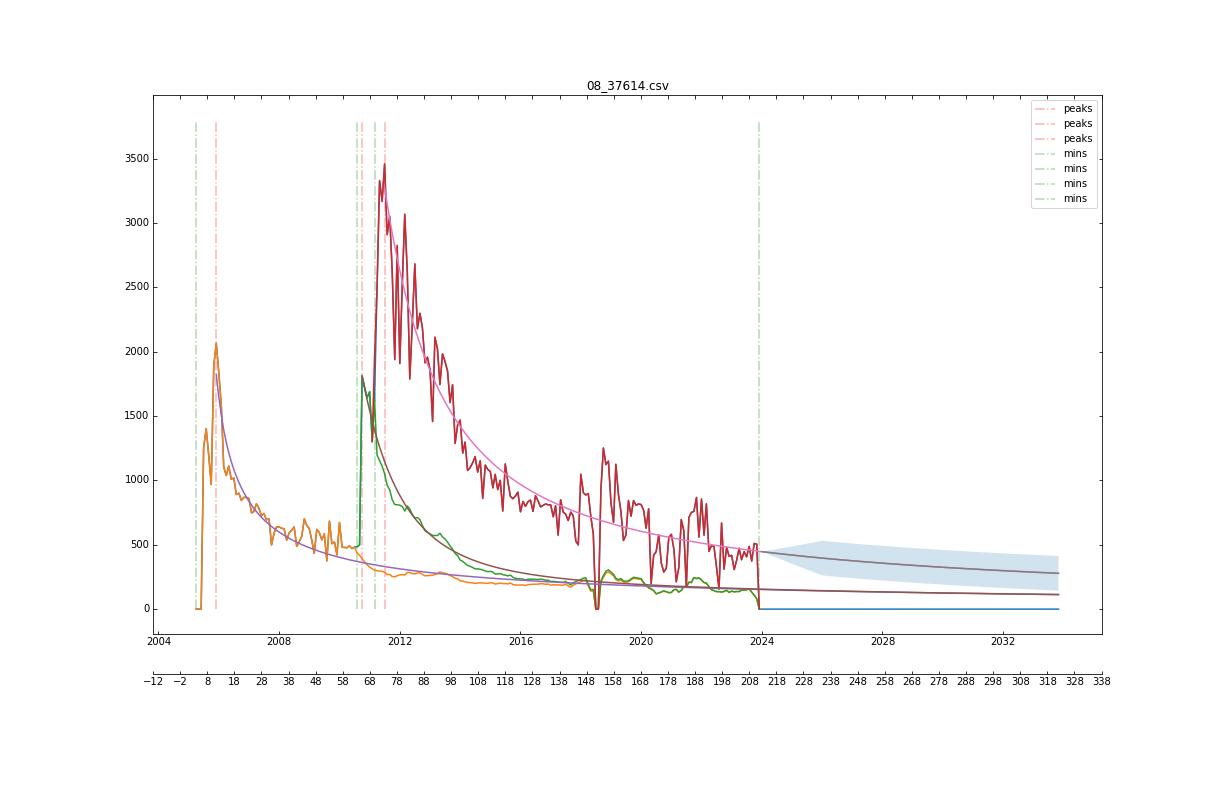 08_37614.csv
peaks
peaks
peaks
mins
mins
mins
mins
3500
3000
2500
2000
1500
1000
500
0
2004 2008 2012 2016 2020 2024 2028 2032
−12 −2 8 18 28 38 48 58 68 78 88 98 108 118 128 138 148 158 168 178 188 198 208 218 228 238 248 258 268 278 288 298 308 318 328 338